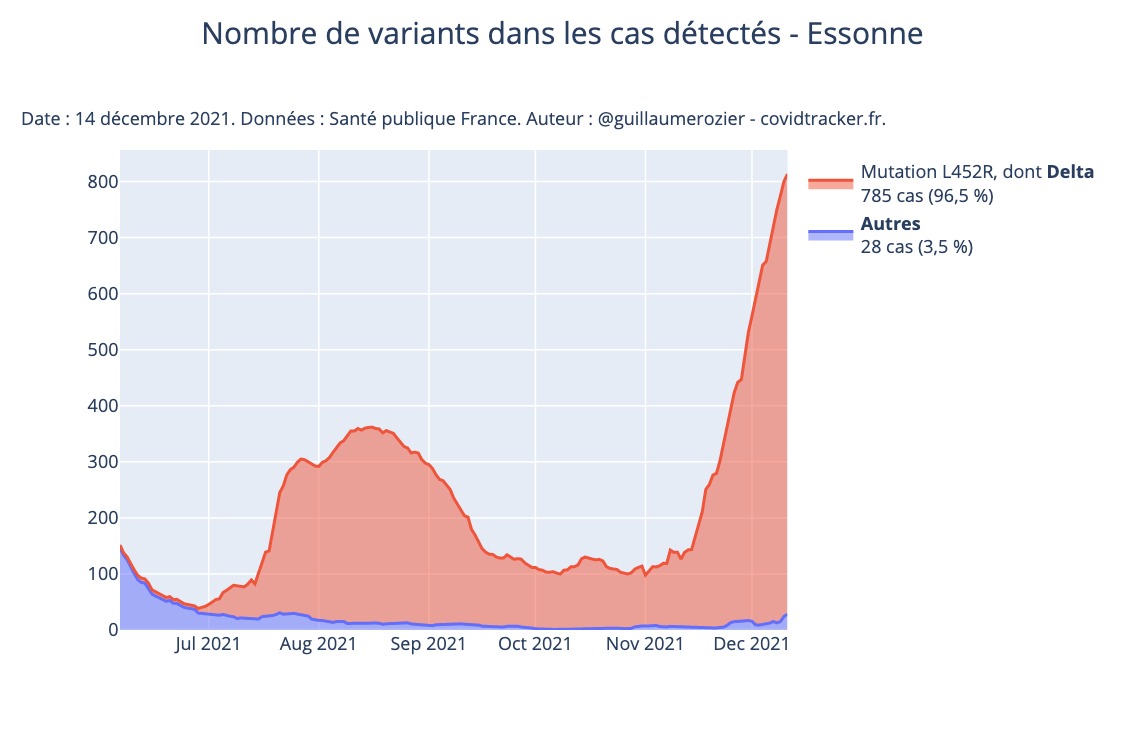 Nombre de variants dans les cas détectés - Essonne
Date : 14 décembre 2021. Données : Santé publique France. Auteur : @guillaumerozier - covidtracker.fr.
Mutation L452R, dont Delta
785 cas (96,5 %)
Autres
28 cas (3,5 %)
800
700
600
500
400
300
200
100
0
Jul 2021 Aug 2021 Sep 2021 Oct 2021 Nov 2021 Dec 2021